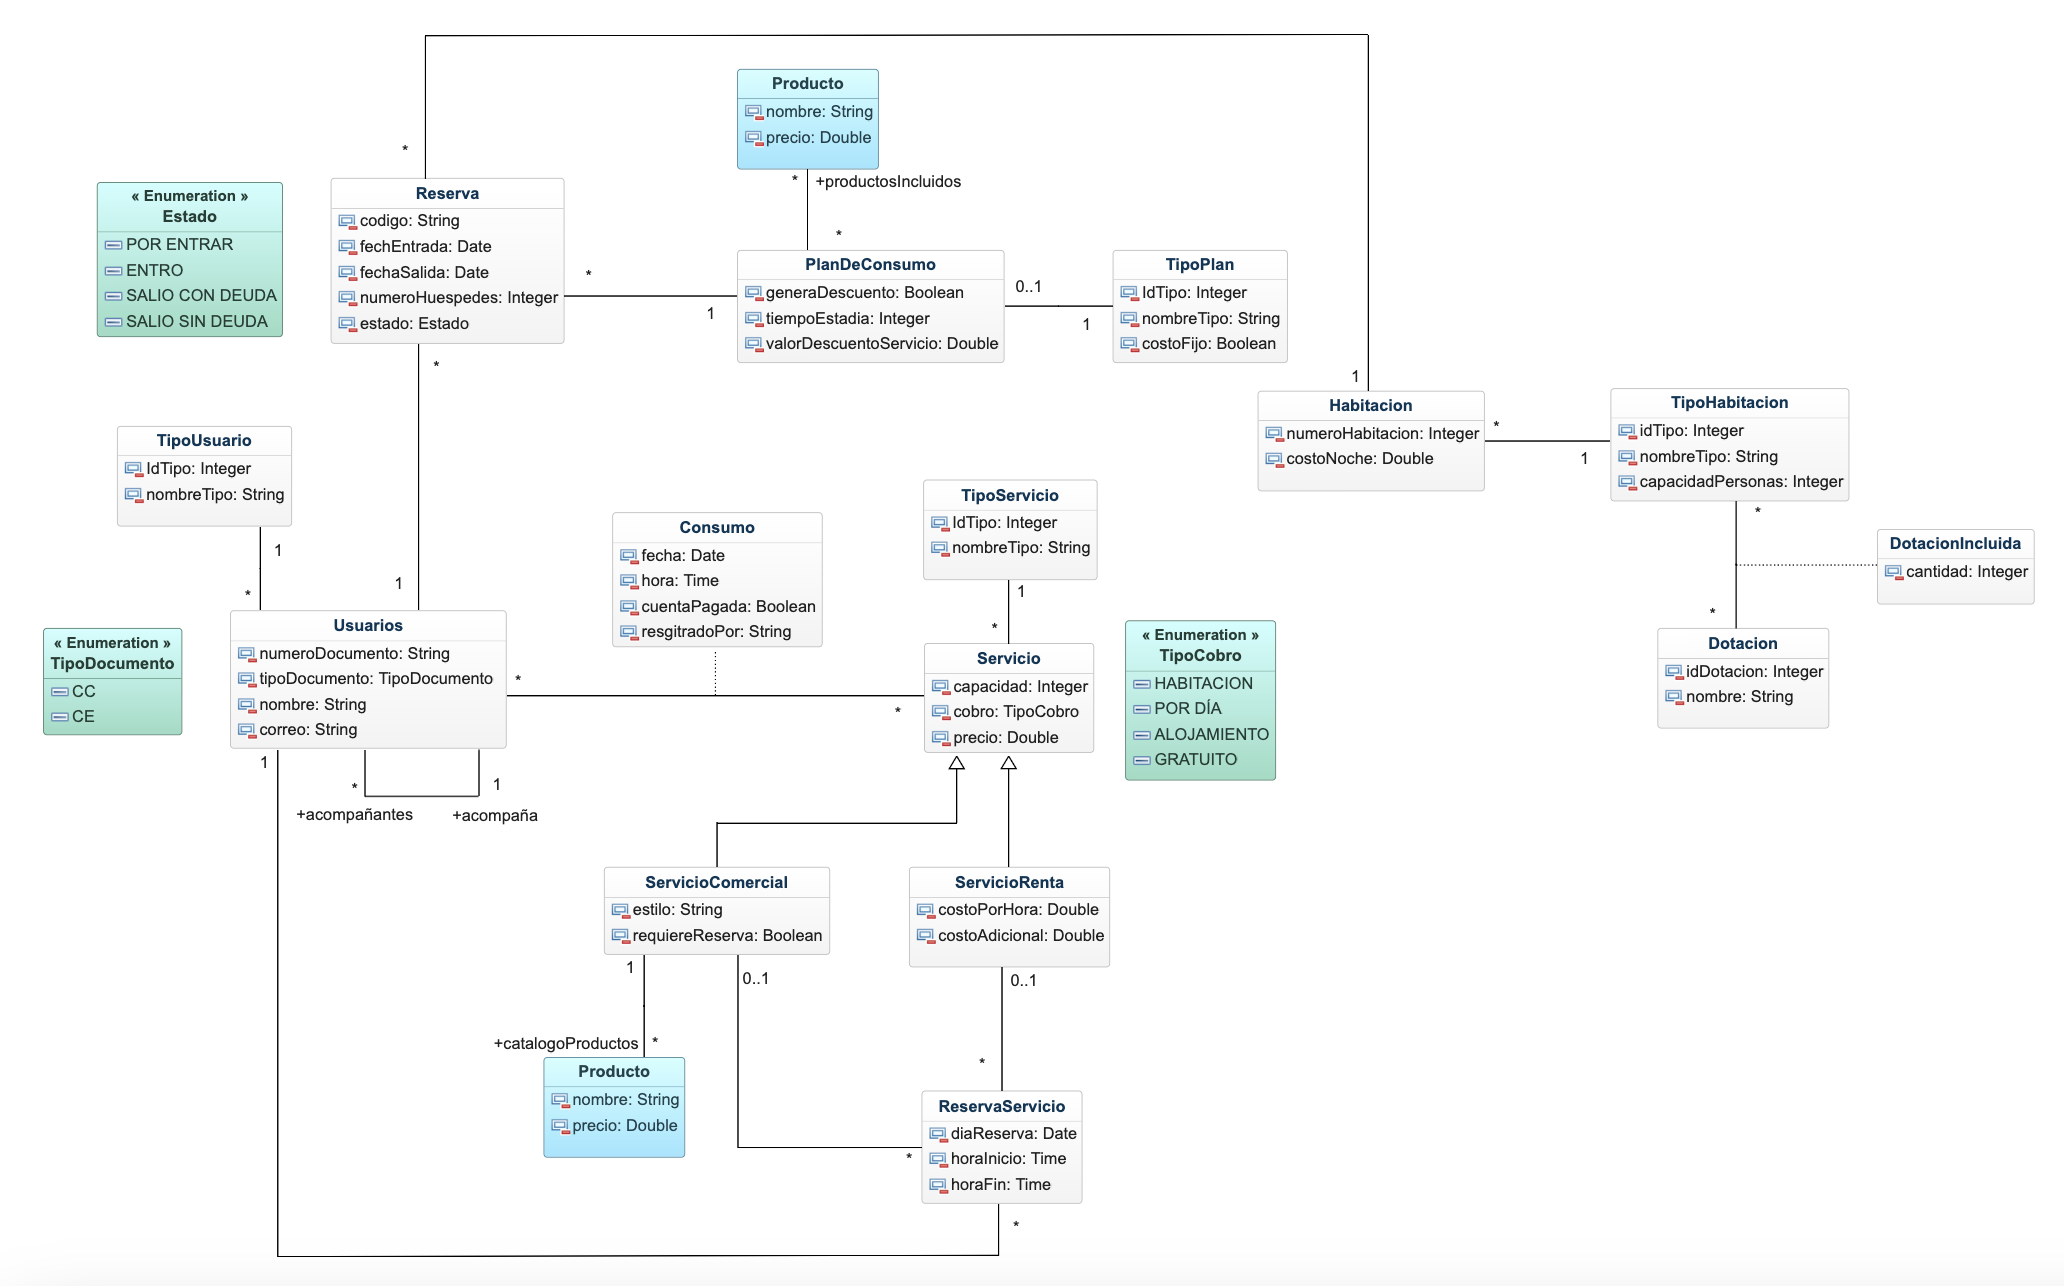 Producto
nombre: String
precio: Double
* +productosIncluidos
*
*
« Enumeration »
Estado
POR ENTRAR
ENTRO
SALIO CON DEUDA
SALIO SIN DEUDA
Reserva
codigo: String
fechEntrada: Date
fechaSalida: Date
numeroHuespedes: Integer
estado: Estado
*
1
PlanDeConsumo
generaDescuento: Boolean
tiempoEstadia: Integer
valorDescuentoServicio: Double
0..1
1
TipoPlan
IdTipo: Integer
nombreTipo: String
costoFijo: Boolean
*
1
Habitacion
numeroHabitacion: Integer
costoNoche: Double
*
1
TipoHabitacion
idTipo: Integer
nombreTipo: String
capacidadPersonas: Integer
*
TipoUsuario
IdTipo: Integer
nombreTipo: String
1
*
1
Consumo
fecha: Date
hora: Time
cuentaPagada: Boolean
resgitradoPor: String
TipoServicio
IdTipo: Integer
nombreTipo: String
1
*
DotacionIncluida
cantidad: Integer
*
Dotacion
idDotacion: Integer
nombre: String
« Enumeration »
TipoDocumento
CC
CE
Usuarios
numeroDocumento: String
tipoDocumento: TipoDocumento
nombre: String
correo: String
*
*
Servicio
capacidad: Integer
cobro: TipoCobro
precio: Double
« Enumeration »
TipoCobro
HABITACION
POR DÍA
ALOJAMIENTO
GRATUITO
1
*
1
+acompañantes
+acompaña
ServicioComercial
estilo: String
requiereReserva: Boolean
1
0..1
ServicioRenta
costoPorHora: Double
costoAdicional: Double
0..1
+catalogoProductos *
*
Producto
nombre: String
precio: Double
ReservaServicio
diaReserva: Date
horaInicio: Time
horaFin: Time
*
*